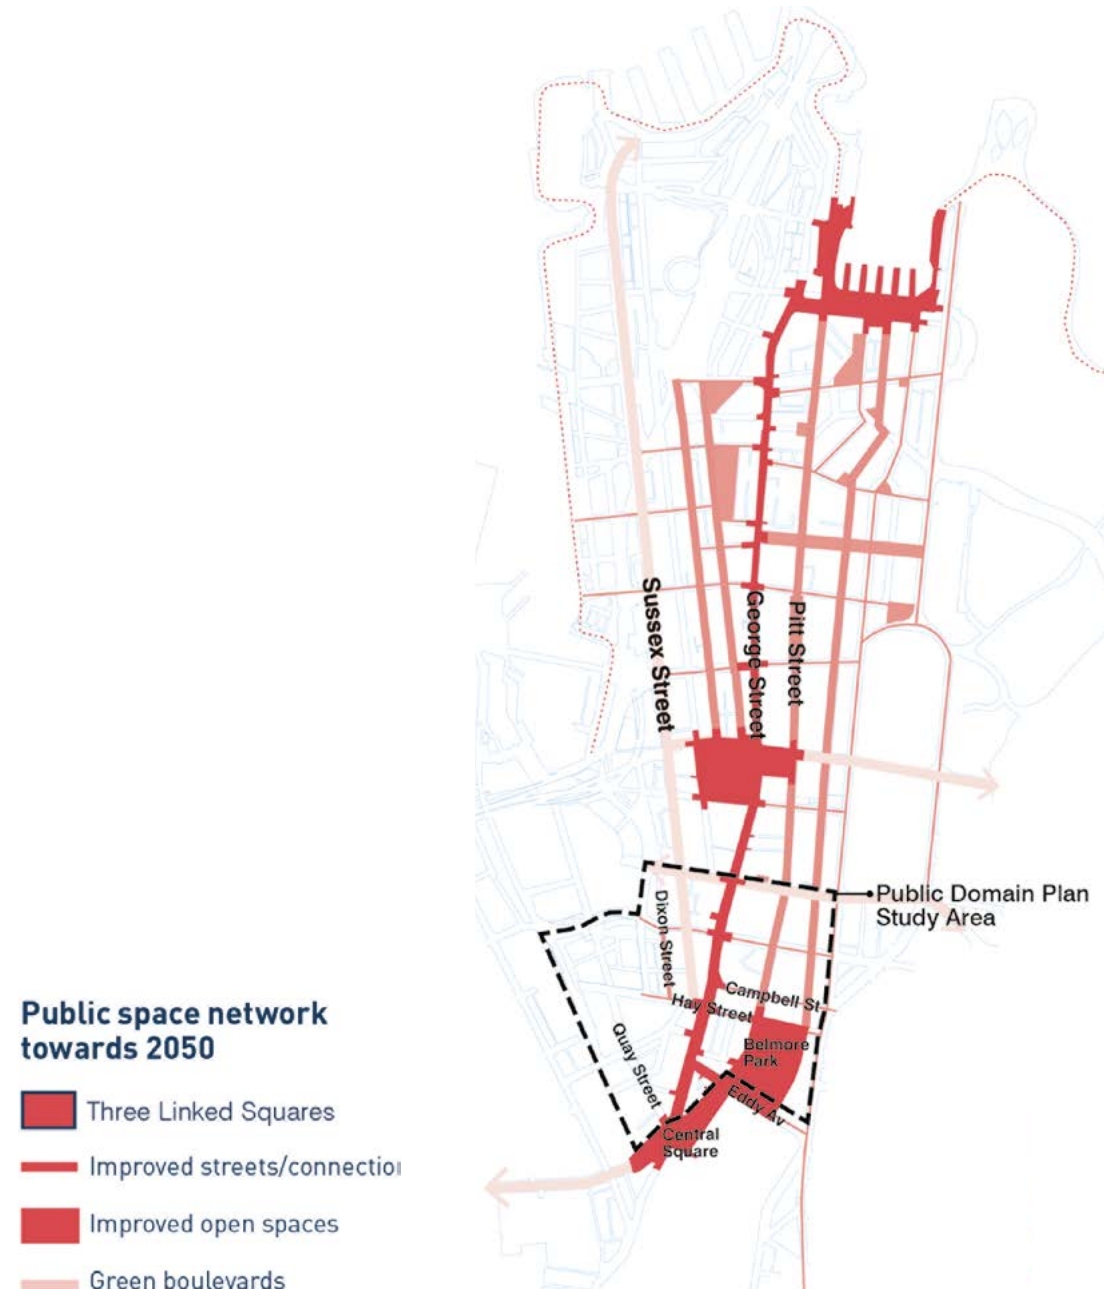 Sussex Street
George Street
Pitt Street
Public Domain Plan
Study Area
Dixon Street
Campbell St
Hay Street
Quay Street
Belmore
Park
Eddy Av
Central
Square
Public space network
towards 2050
Three Linked Squares
Improved streets/connectio
Improved open spaces
Green boulevards